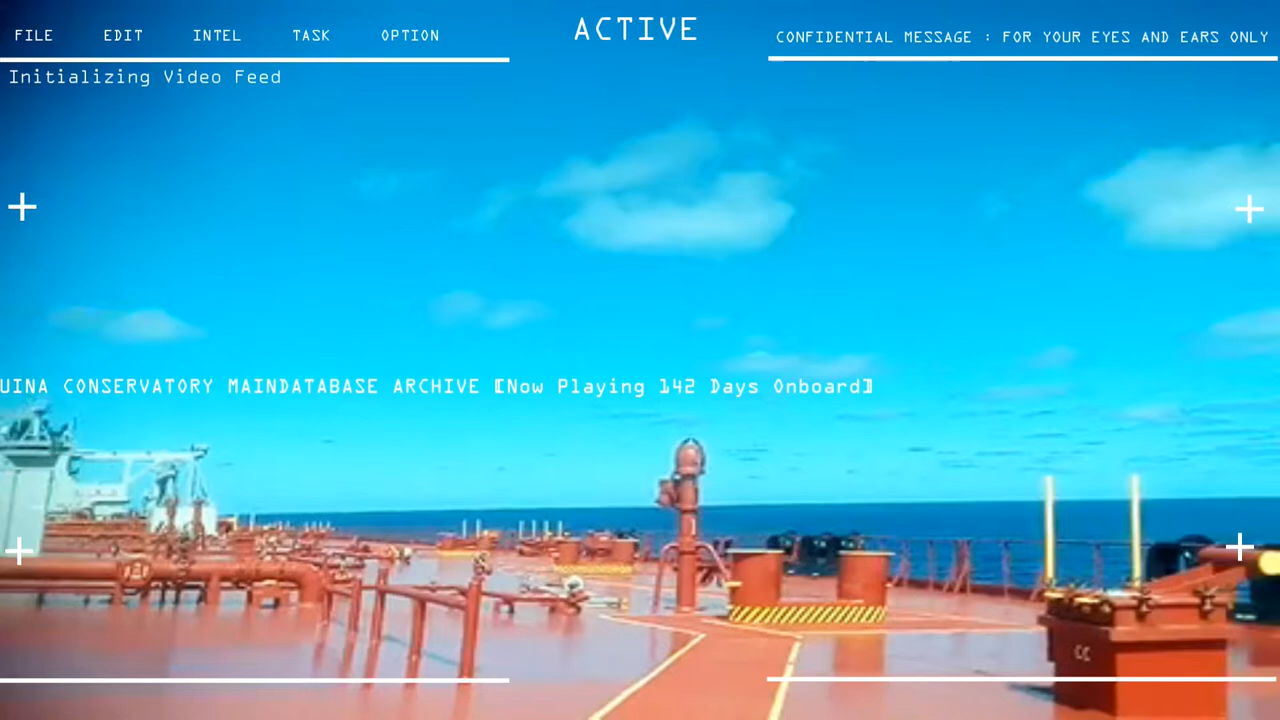 FILE EDIT INTEL TASK OPTION
ACTIVE
CONFIDENTIAL MESSAGE : FOR YOUR EYES AND EARS ONLY
Initializing Video Feed
UINA CONSERVATORY MAINDATABASE ARCHIVE [Now Playing 142 Days Onboard]
CC